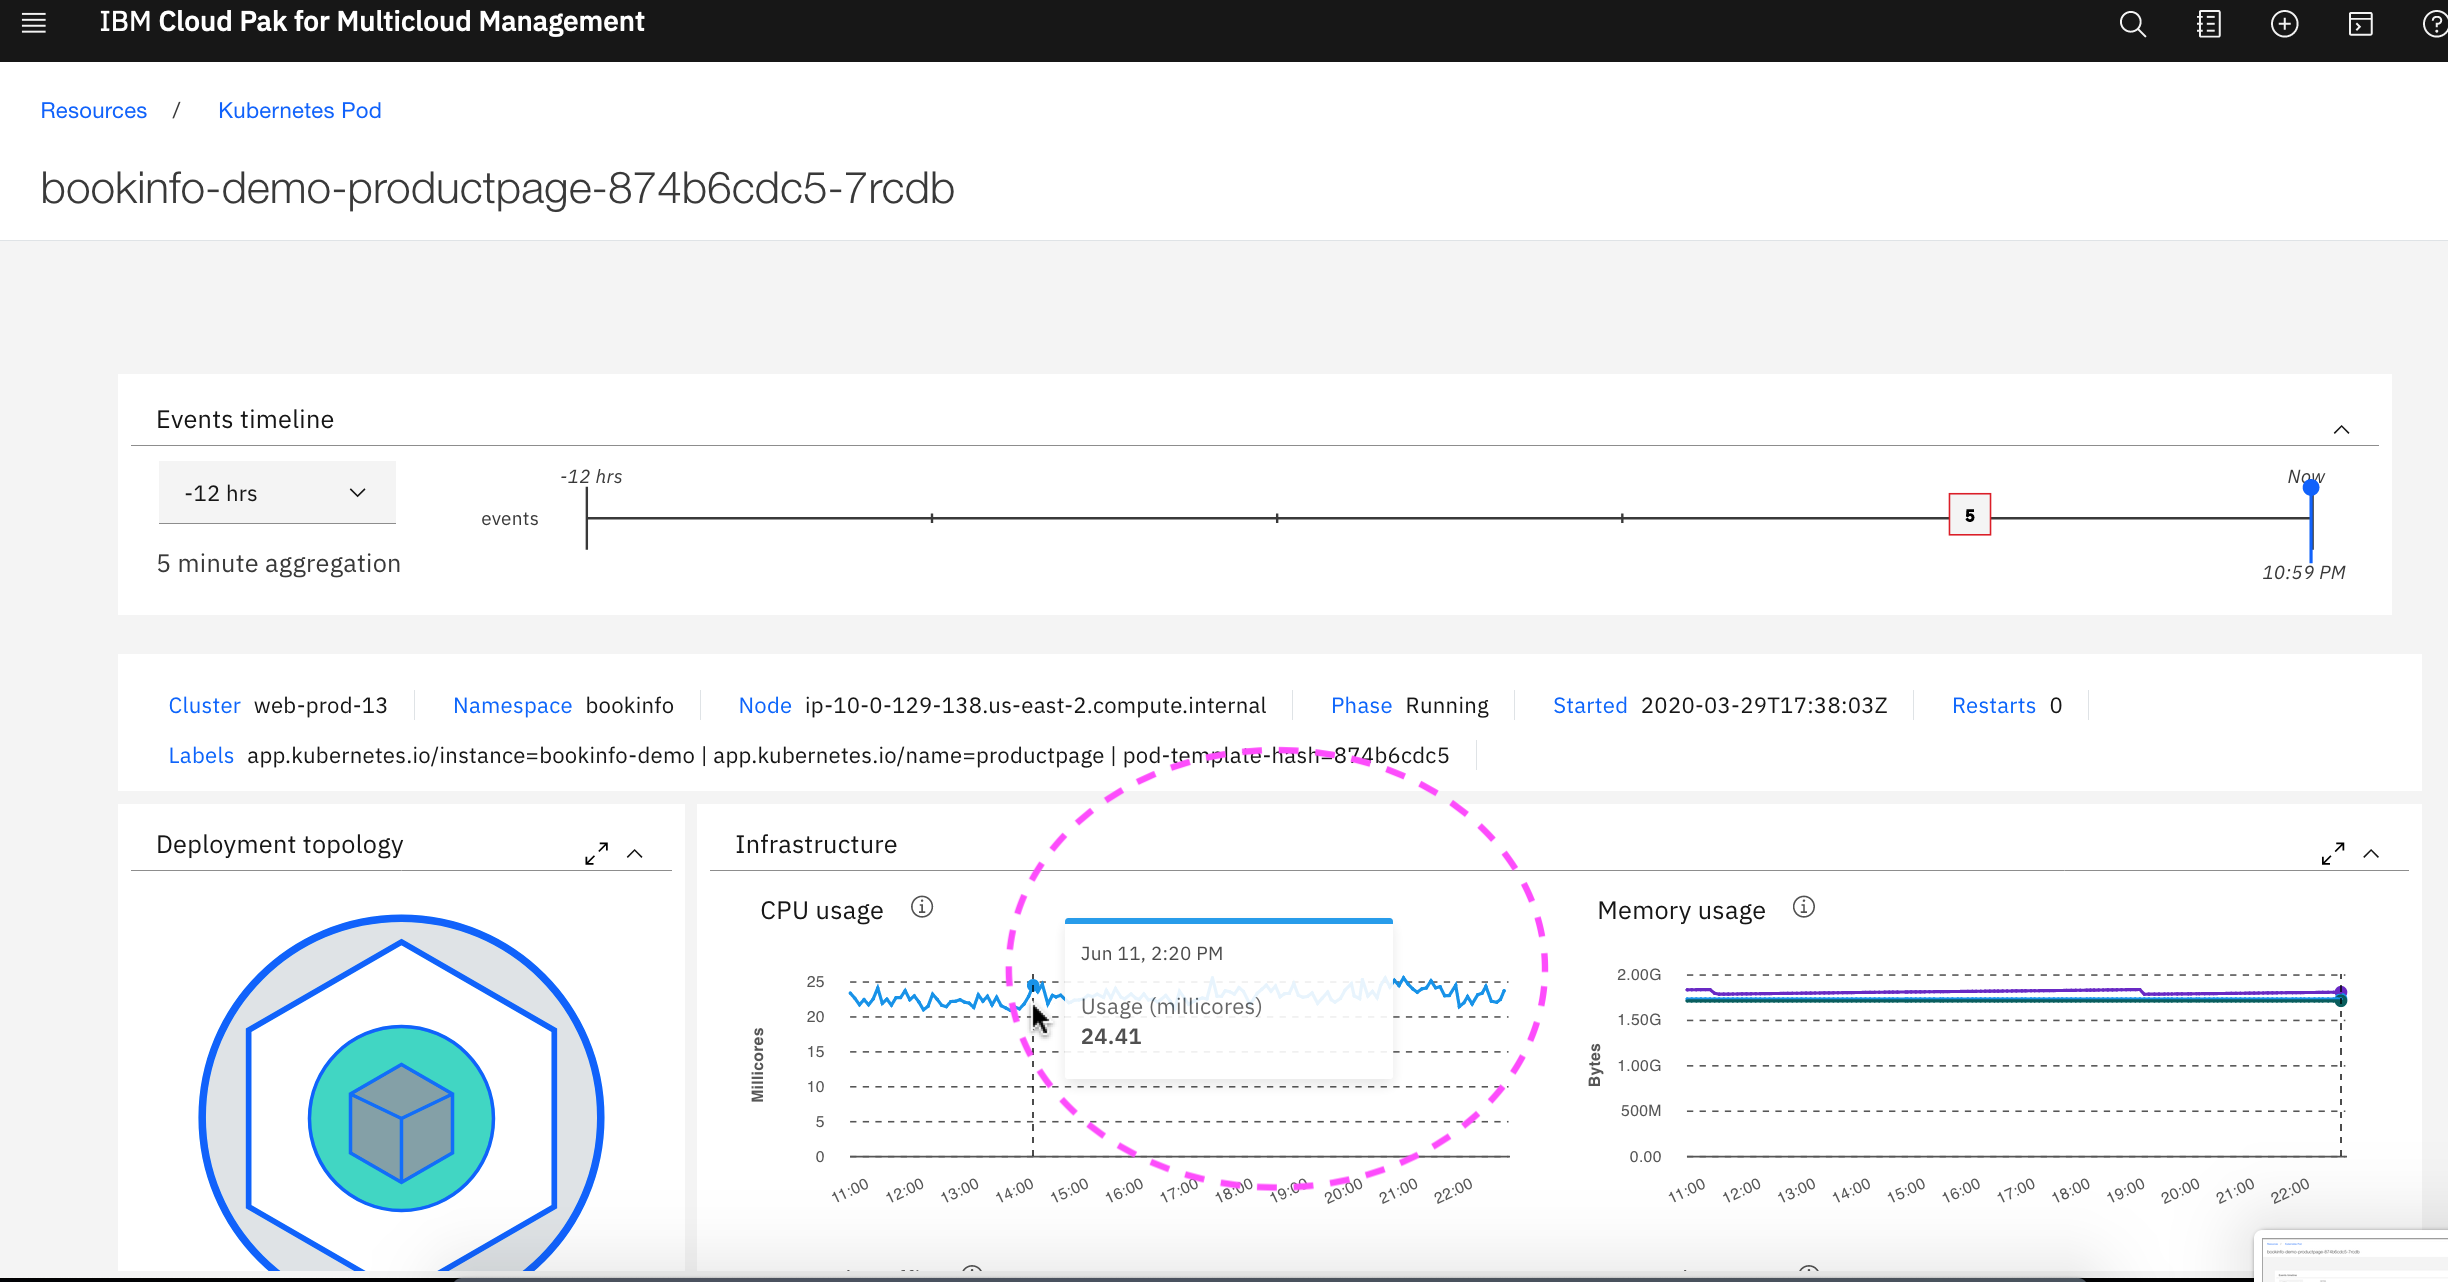 IBM Cloud Pak for Multicloud Management
Resources / Kubernetes Pod
bookinfo-demo-productpage-874b6cdc5-7rcdb
Events timeline
-12 hrs
-12 hrs
Now
events
5
5 minute aggregation
10:59 PM
Cluster web-prod-13
Namespace bookinfo
Node ip-10-0-129-138.us-east-2.compute.internal
Phase Running
Started 2020-03-29T17:38:03Z
Restarts 0
Labels app.kubernetes.io/instance=bookinfo-demo | app.kubernetes.io/name=productpage | pod-template-hash=874b6cdc5
Deployment topology
Infrastructure
CPU usage
Jun 11, 2:20 PM
Usage (millicores)
24.41
Millicores
25
20
15
10
5
0
11:00 12:00 13:00 14:00 15:00 16:00 17:00 18:00 19:00 20:00 21:00 22:00
Memory usage
Bytes
2.00G
1.50G
1.00G
500M
0.00
11:00 12:00 13:00 14:00 15:00 16:00 17:00 18:00 19:00 20:00 21:00 22:00